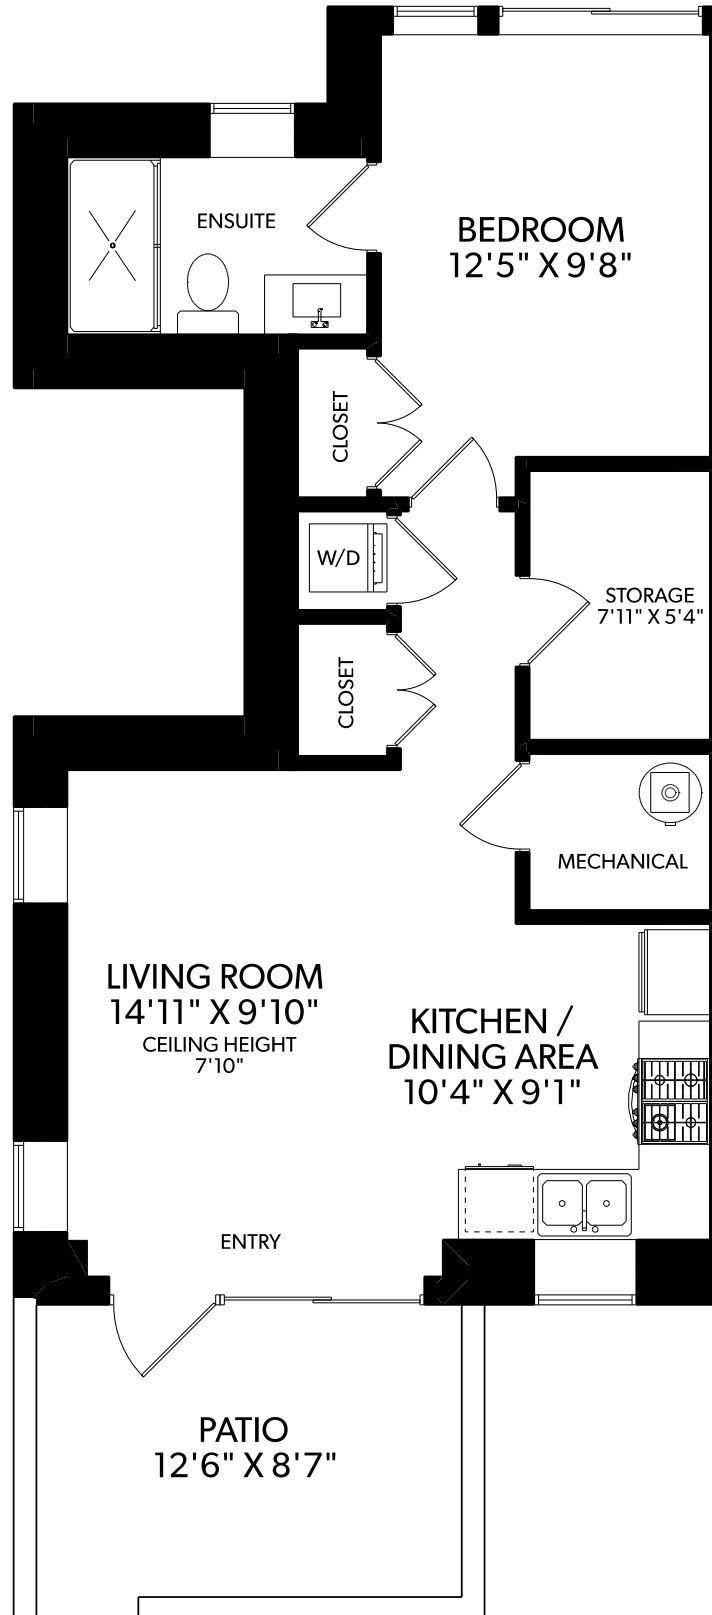 ENSUITE
BEDROOM
12'5" X 9'8"
CLOSET
W/D
STORAGE
7'11" X 5'4"
CLOSET
MECHANICAL
LIVING ROOM
14'11" X 9'10"
CEILING HEIGHT
7'10"
KITCHEN /
DINING AREA
10'4" X 9'1"
ENTRY
PATIO
12'6" X 8'7"